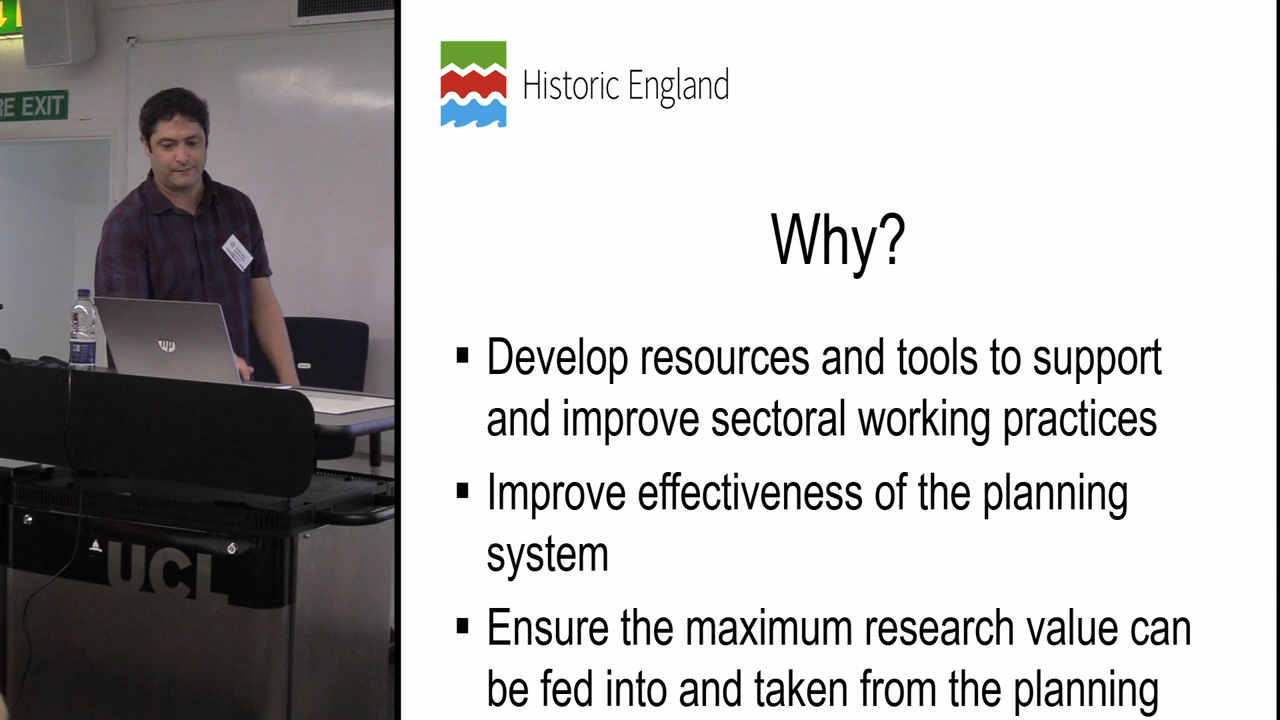 RE EXIT
hp
UCL
Historic England
Why?
▪ Develop resources and tools to support
and improve sectoral working practices
▪ Improve effectiveness of the planning
system
▪ Ensure the maximum research value can
be fed into and taken from the planning